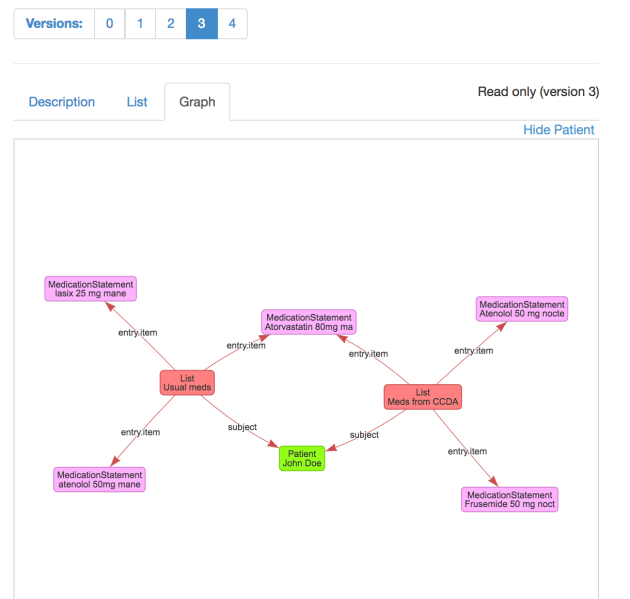 Versions: 0 1 2 3 4
Read only (version 3)
Description List Graph
Hide Patient
MedicationStatement
lasix 25 mg mane
MedicationStatement
Atorvastatin 80mg ma
MedicationStatement
Atenolol 50 mg nocte
entry.item
entry.item
entry.item
entry.item
List
Usual meds
List
Meds from CCDA
entry.item
subject
subject
entry.item
Patient
John Doe
MedicationStatement
atenolol 50mg mane
MedicationStatement
Frusemide 50 mg noct